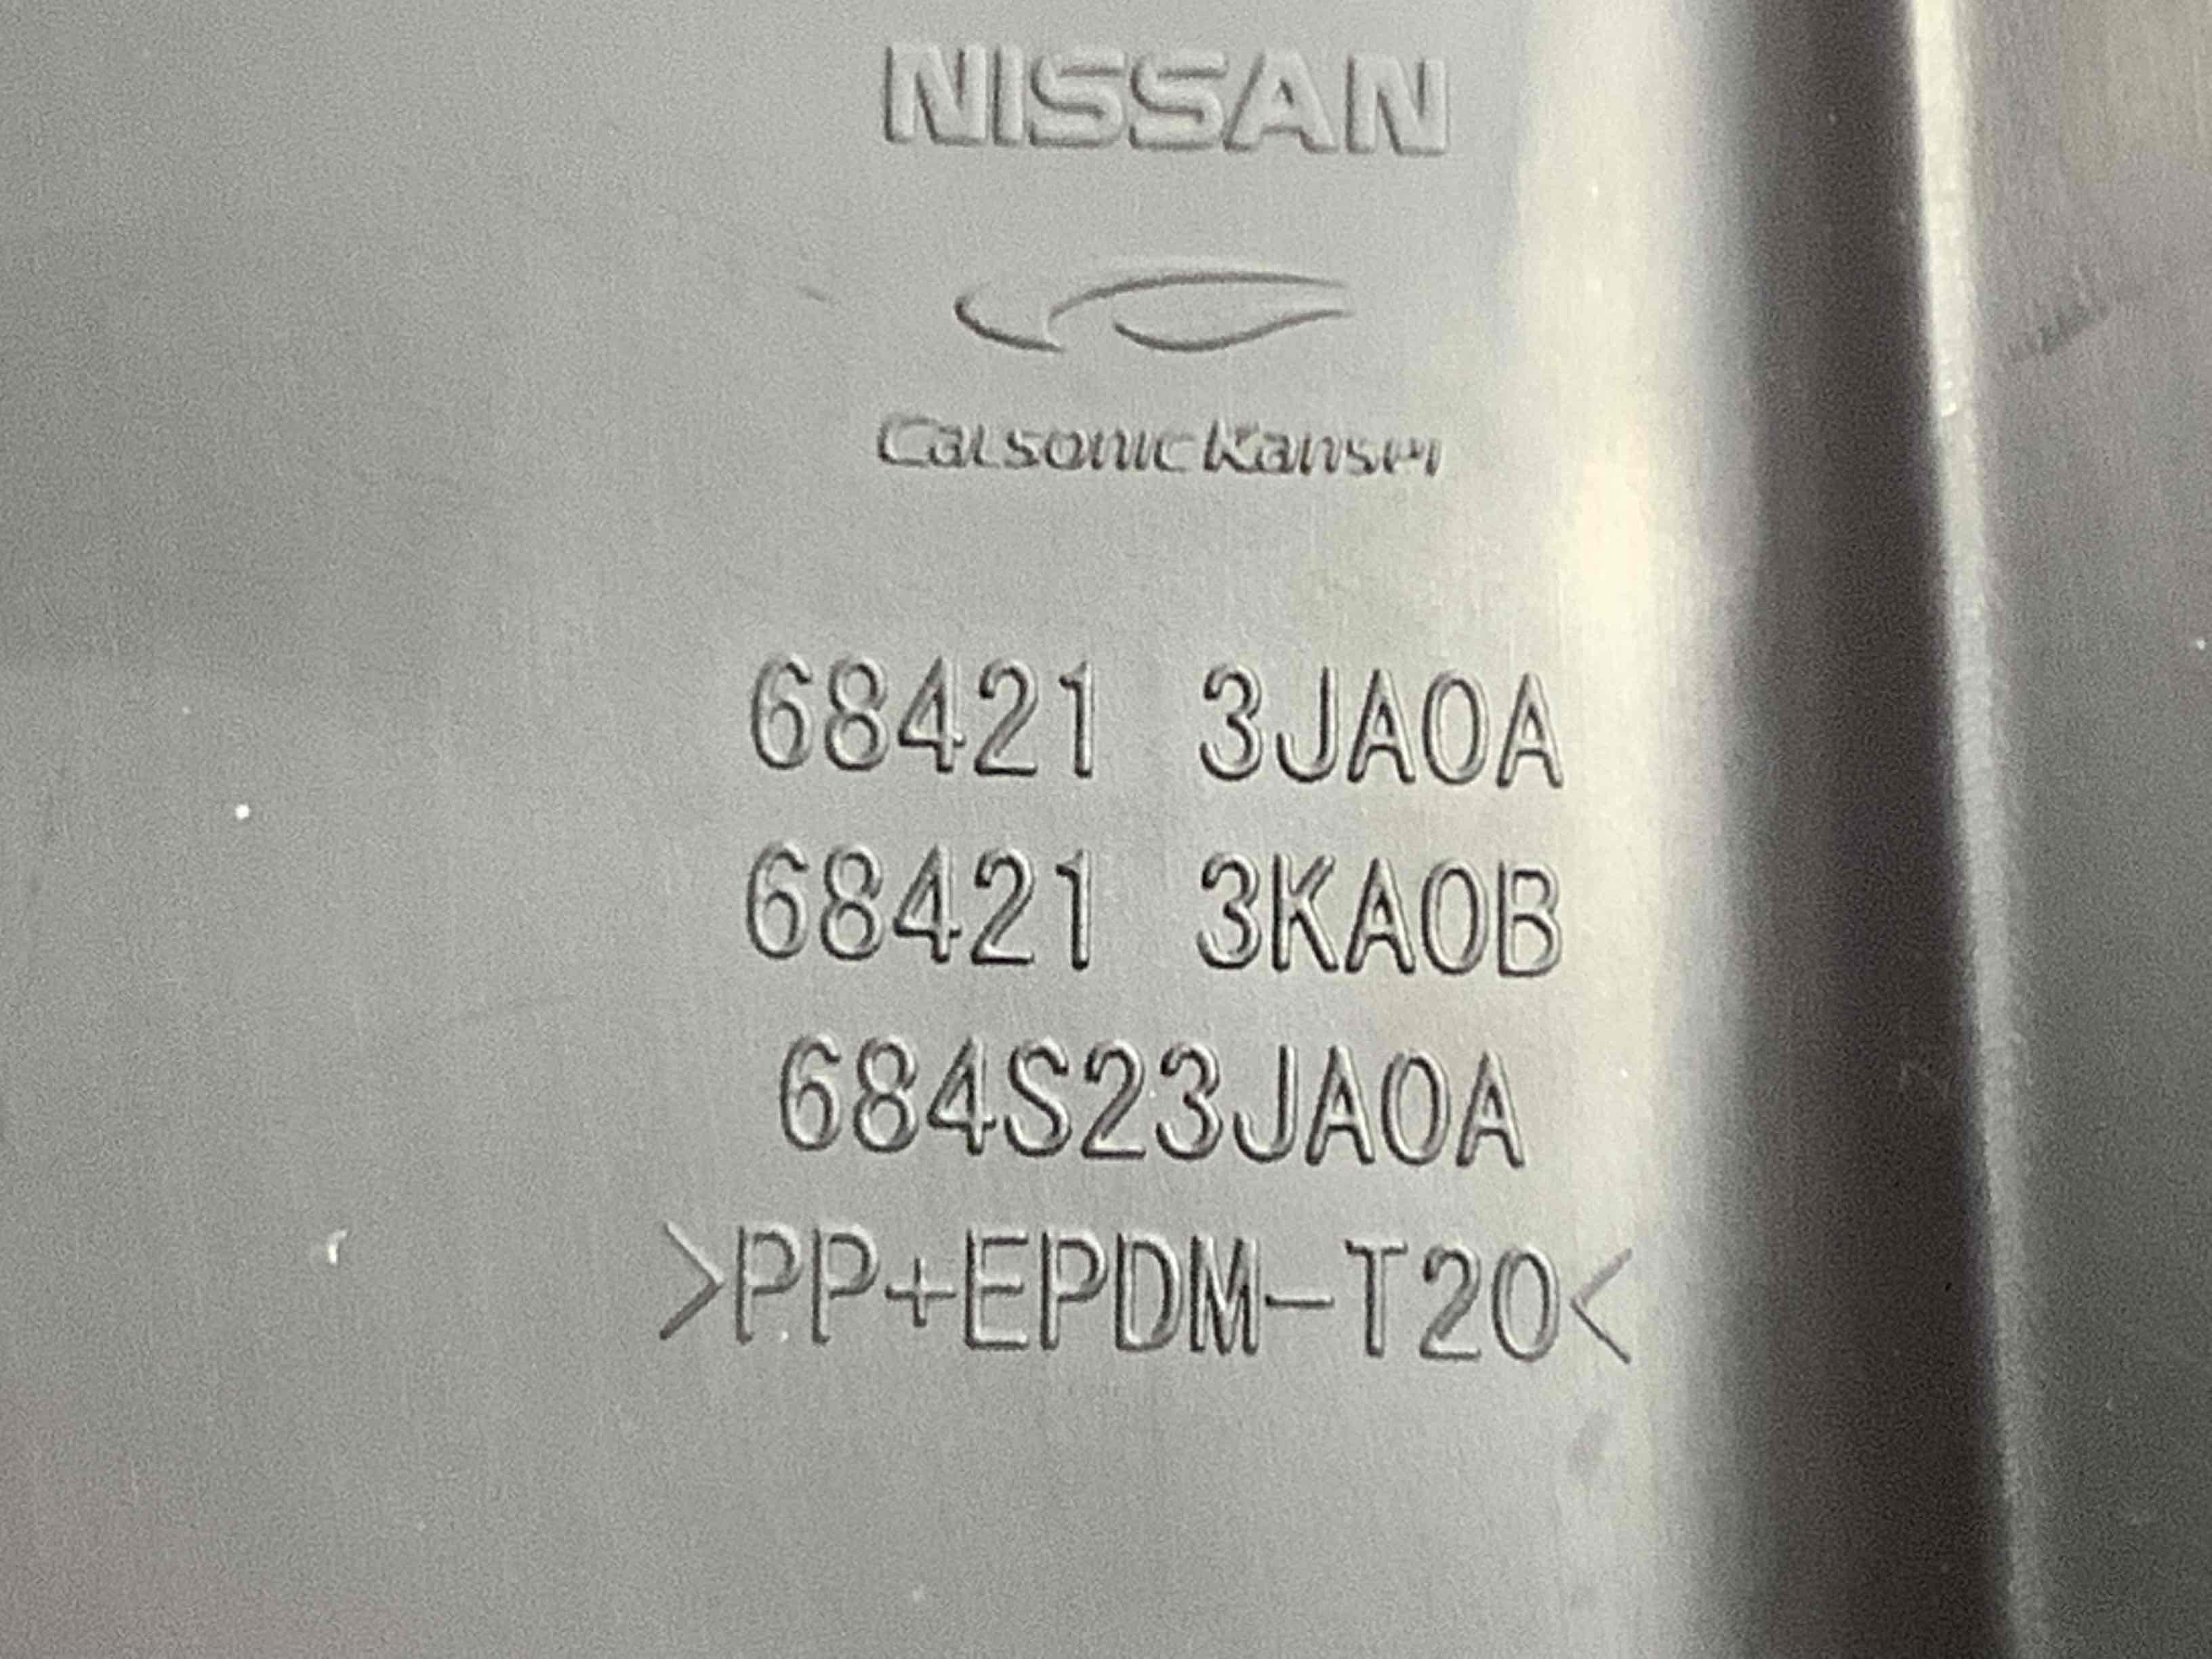 NISSAN
CalsonicKansei
68421 3JA0A
68421 3KA0B
684S23JA0A
>PP+EPDM-T20<